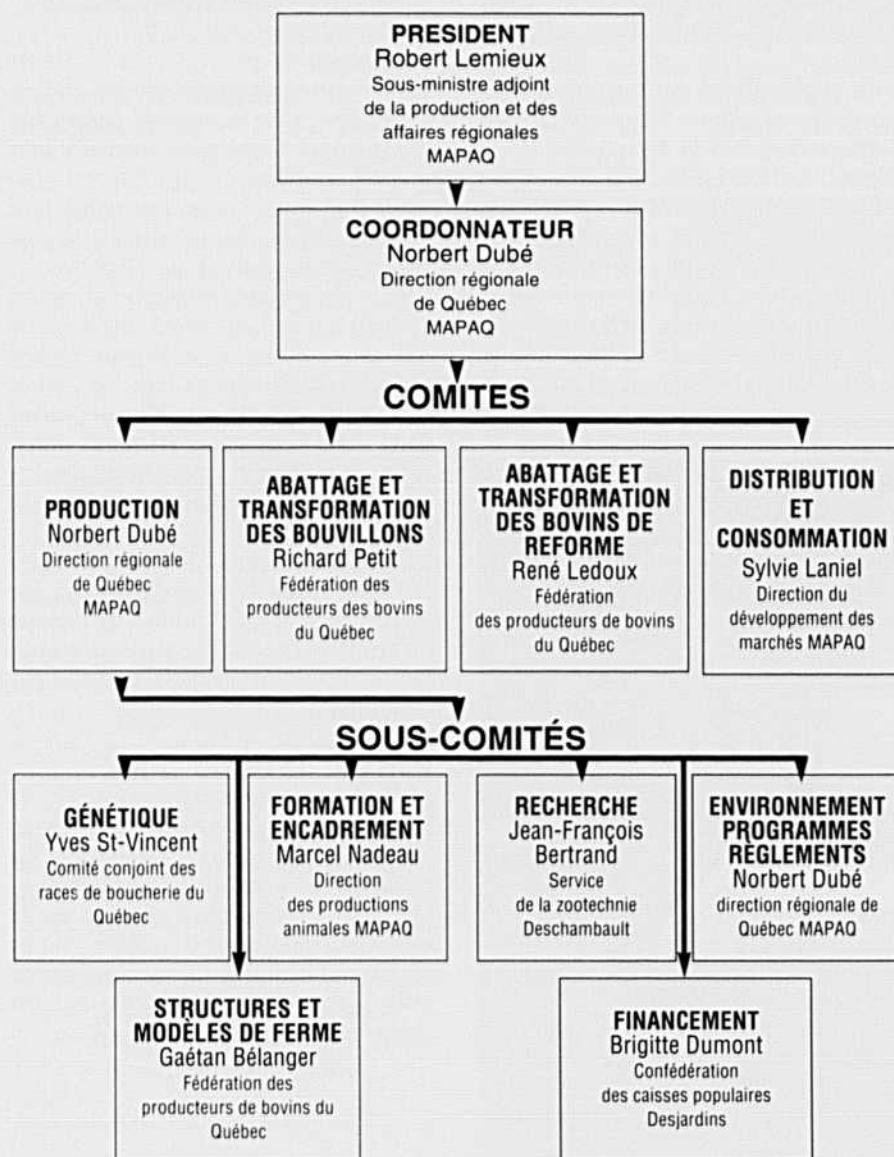 PRESIDENT
Robert Lemieux
Sous-ministre adjoint
de la production et des
affaires régionales
MAPAQ
COORDONNATEUR
Norbert Dubé
Direction régionale
de Québec
MAPAQ
COMITES
PRODUCTION
Norbert Dubé
Direction régionale
de Québec
MAPAQ
ABATTAGE ET
TRANSFORMATION
DES BOUVILLONS
Richard Petit
Fédération des
producteurs des bovins
du Québec
ABATTAGE ET
TRANSFORMATION
DES BOVINS DE
REFORME
René Ledoux
Fédération
des producteurs de bovins
du Québec
DISTRIBUTION
ET
CONSOMMATION
Sylvie Laniel
Direction du
développement des
marchés MAPAQ
SOUS-COMITÉS
GÉNÉTIQUE
Yves St-Vincent
Comité conjoint des
races de boucherie du
Québec
FORMATION ET
ENCADREMENT
Marcel Nadeau
Direction
des productions
animales MAPAQ
RECHERCHE
Jean-François
Bertrand
Service
de la zootechnie
Deschambault
ENVIRONNEMENT
PROGRAMMES
RÈGLEMENTS
Norbert Dubé
direction régionale de
Québec MAPAQ
STRUCTURES ET
MODÈLES DE FERME
Gaétan Bélanger
Fédération des
producteurs de bovins du
Québec
FINANCEMENT
Brigitte Dumont
Confédération
des caisses populaires
Desjardins